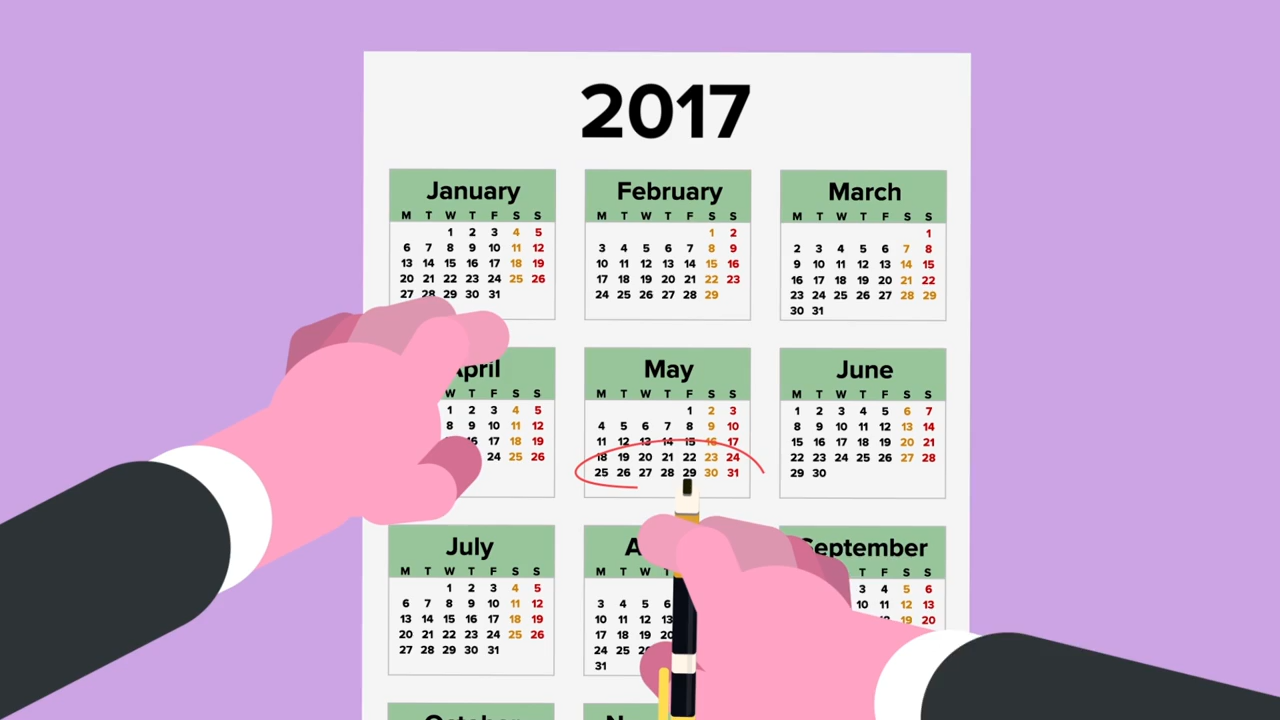 2017
January
M T W T F S S
1 2 3 4 5
6 7 8 9 10 11 12
13 14 15 16 17 18 19
20 21 22 23 24 25 26
27 28 29 30 31
February
M T W T F S S
1 2
3 4 5 6 7 8 9
10 11 12 13 14 15 16
17 18 19 20 21 22 23
24 25 26 27 28 29
March
M T W T F S S
1
2 3 4 5 6 7 8
9 10 11 12 13 14 15
16 17 18 19 20 21 22
23 24 25 26 27 28 29
30 31
April
W T F S S
1 2 3 4 5
8 9 10 11 12
16 17 18 19
24 25 26
May
M T W T F S S
1 2 3
4 5 6 7 8 9 10
11 12 13 14 15 16 17
18 19 20 21 22 23 24
25 26 27 28 29 30 31
June
M T W T F S S
1 2 3 4 5 6 7
8 9 10 11 12 13 14
15 16 17 18 19 20 21
22 23 24 25 26 27 28
29 30
July
M T W T F S S
1 2 3 4 5
6 7 8 9 10 11 12
13 14 15 16 17 18 19
20 21 22 23 24 25 26
27 28 29 30 31
A
M T W T
3 4 5 6
10 11 12 13
17 18 19 20
24 25
31
September
T F S S
3 4 5 6
10 11 12 13
19 20
October